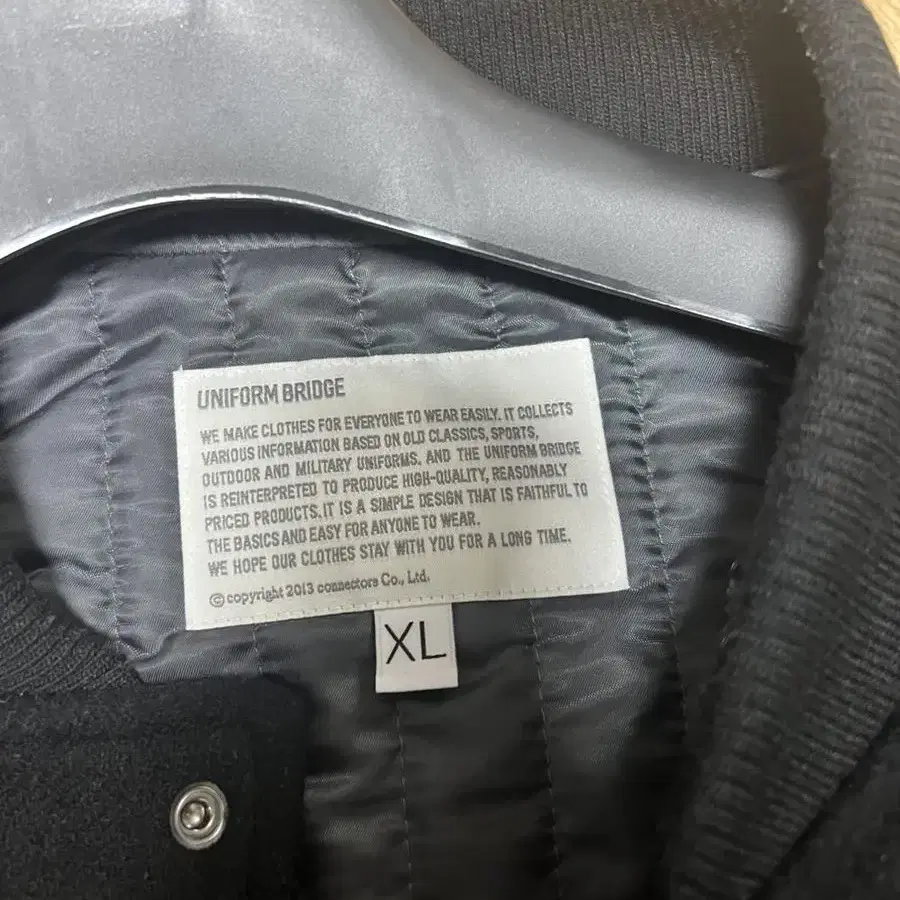 UNIFORM BRIDGE
WE MAKE CLOTHES FOR EVERYONE TO WEAR EASILY. IT COLLECTS
VARIOUS INFORMATION BASED ON OLD CLASSICS, SPORTS,
OUTDOOR AND MILITARY UNIFORMS. AND THE UNIFORM BRIDGE
IS REINTERPRETED TO PRODUCE HIGH-QUALITY, REASONABLY
PRICED PRODUCTS.IT IS A SIMPLE DESIGN THAT IS FAITHFUL TO
THE BASICS AND EASY FOR ANYONE TO WEAR.
WE HOPE OUR CLOTHES STAY WITH YOU FOR A LONG TIME.
© copyright 2013 connectors Co., Ltd.
XL